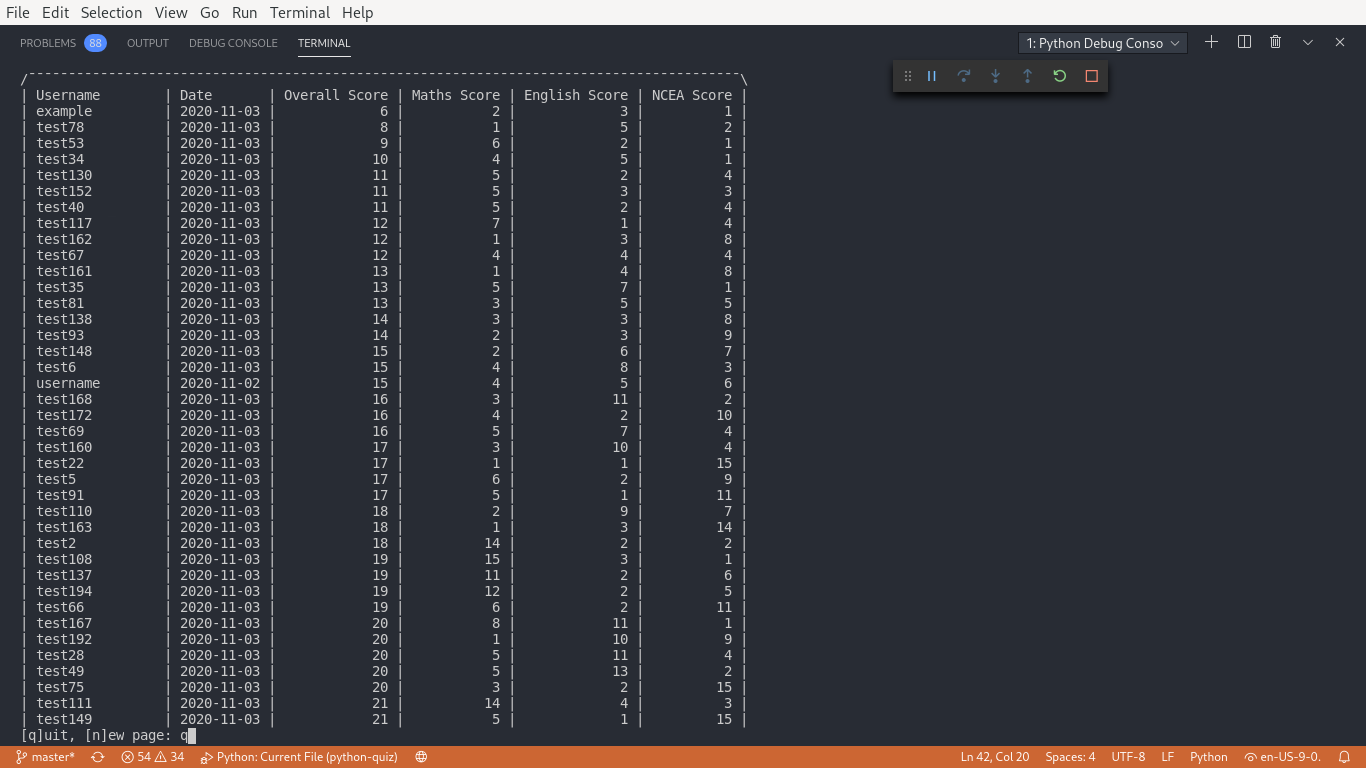 File Edit Selection View Go Run Terminal Help
PROBLEMS 88 OUTPUT DEBUG CONSOLE TERMINAL 1: Python Debug Conso
/-----------------------------------------------------------------------------------------\
| Username        | Date       | Overall Score | Maths Score | English Score | NCEA Score |
| example         | 2020-11-03 |             6 |           2 |             3 |          1 |
| test78          | 2020-11-03 |             8 |           1 |             5 |          2 |
| test53          | 2020-11-03 |             9 |           6 |             2 |          1 |
| test34          | 2020-11-03 |            10 |           4 |             5 |          1 |
| test130         | 2020-11-03 |            11 |           5 |             2 |          4 |
| test152         | 2020-11-03 |            11 |           5 |             3 |          3 |
| test40          | 2020-11-03 |            11 |           5 |             2 |          4 |
| test117         | 2020-11-03 |            12 |           7 |             1 |          4 |
| test162         | 2020-11-03 |            12 |           1 |             3 |          8 |
| test67          | 2020-11-03 |            12 |           4 |             4 |          4 |
| test161         | 2020-11-03 |            13 |           1 |             4 |          8 |
| test35          | 2020-11-03 |            13 |           5 |             7 |          1 |
| test81          | 2020-11-03 |            13 |           3 |             5 |          5 |
| test138         | 2020-11-03 |            14 |           3 |             3 |          8 |
| test93          | 2020-11-03 |            14 |           2 |             3 |          9 |
| test148         | 2020-11-03 |            15 |           2 |             6 |          7 |
| test6           | 2020-11-03 |            15 |           4 |             8 |          3 |
| username        | 2020-11-02 |            15 |           4 |             5 |          6 |
| test168         | 2020-11-03 |            16 |           3 |            11 |          2 |
| test172         | 2020-11-03 |            16 |           4 |             2 |         10 |
| test69          | 2020-11-03 |            16 |           5 |             7 |          4 |
| test160         | 2020-11-03 |            17 |           3 |            10 |          4 |
| test22          | 2020-11-03 |            17 |           1 |             1 |         15 |
| test5           | 2020-11-03 |            17 |           6 |             2 |          9 |
| test91          | 2020-11-03 |            17 |           5 |             1 |         11 |
| test110         | 2020-11-03 |            18 |           2 |             9 |          7 |
| test163         | 2020-11-03 |            18 |           1 |             3 |         14 |
| test2           | 2020-11-03 |            18 |          14 |             2 |          2 |
| test108         | 2020-11-03 |            19 |          15 |             3 |          1 |
| test137         | 2020-11-03 |            19 |          11 |             2 |          6 |
| test194         | 2020-11-03 |            19 |          12 |             2 |          5 |
| test66          | 2020-11-03 |            19 |           6 |             2 |         11 |
| test167         | 2020-11-03 |            20 |           8 |            11 |          1 |
| test192         | 2020-11-03 |            20 |           1 |            10 |          9 |
| test28          | 2020-11-03 |            20 |           5 |            11 |          4 |
| test49          | 2020-11-03 |            20 |           5 |            13 |          2 |
| test75          | 2020-11-03 |            20 |           3 |             2 |         15 |
| test111         | 2020-11-03 |            21 |          14 |             4 |          3 |
| test149         | 2020-11-03 |            21 |           5 |             1 |         15 |
[q]uit, [n]ew page: q
master* 54 34 Python: Current File (python-quiz) Ln 42, Col 20 Spaces: 4 UTF-8 LF Python en-US-9-0.